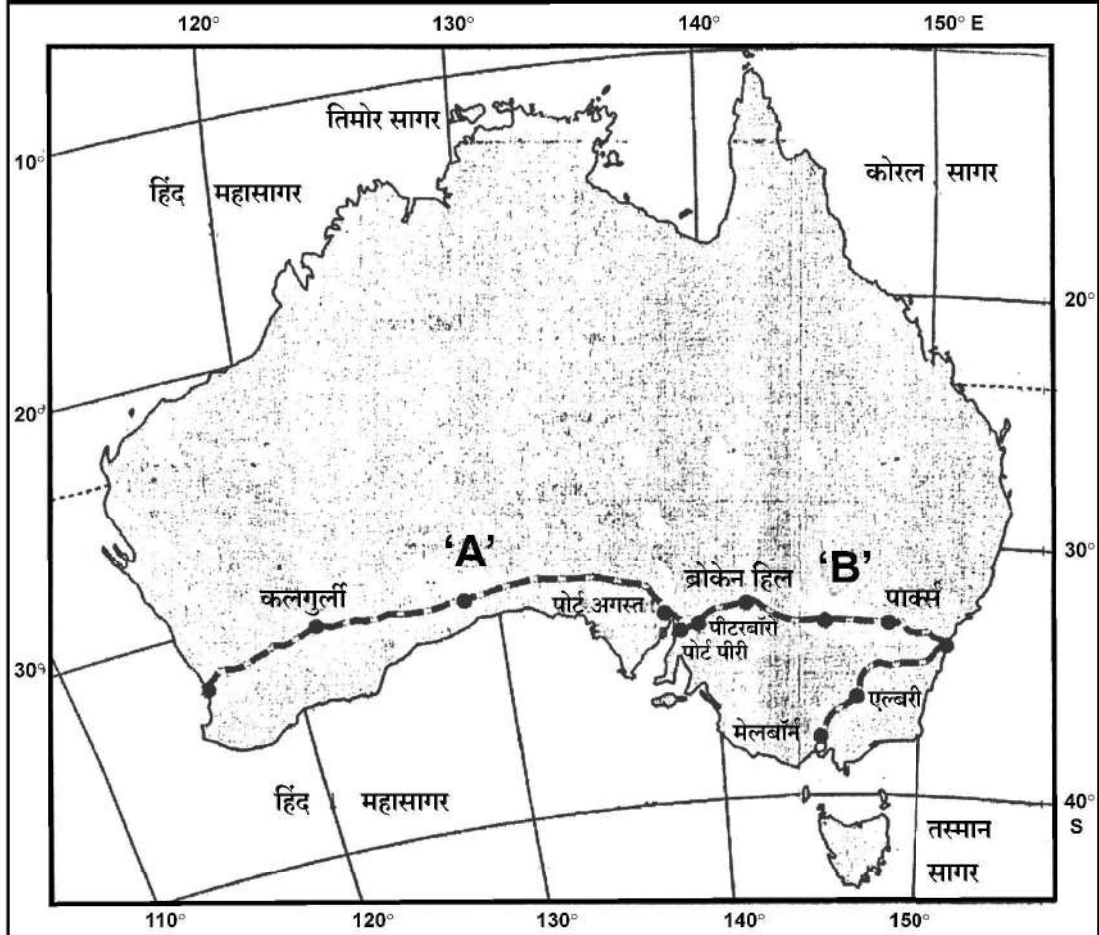 120°
130°
140°
150° E
तिमोर सागर
10°
हिंद महासागर
कोरल सागर
20°
20°
'A'
'B'
30°
ब्रोकेन हिल
कलगुर्ली
पोर्ट अगस्त
पार्क्स
पीटरबॉरो
पोर्ट पीरी
30°
एल्बरी
मेलबॉर्न
हिंद महासागर
40°
S
तस्मान
सागर
110°
120°
130°
140°
150°